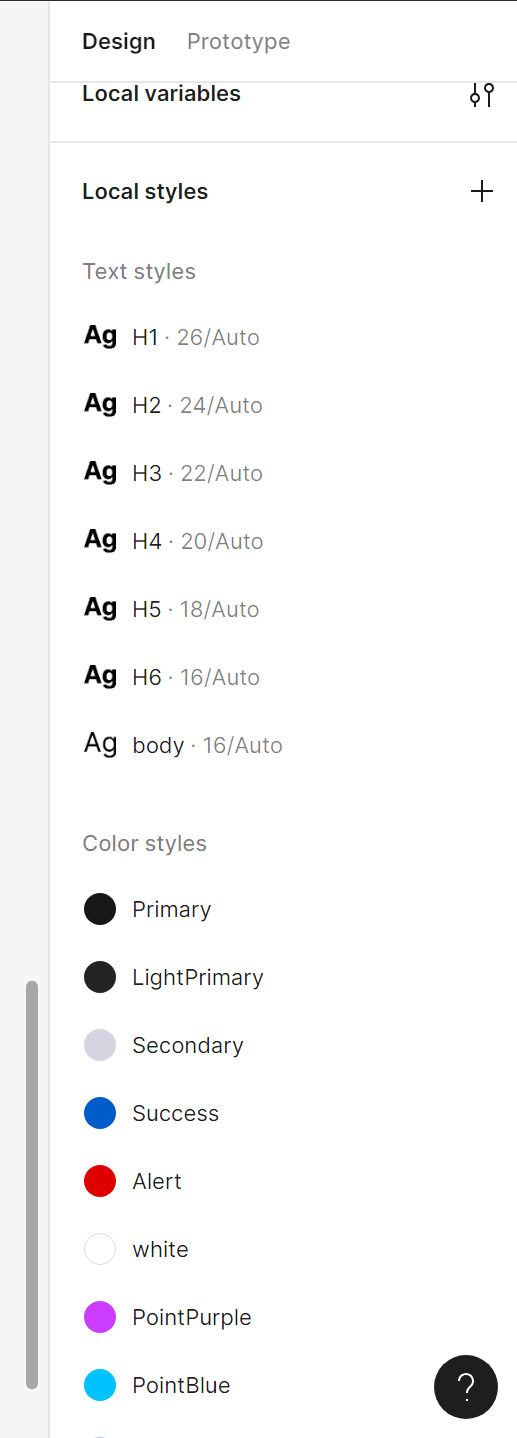 Design Prototype
Local variables
Local styles
Text styles
Ag H1 · 26/Auto
Ag H2 · 24/Auto
Ag H3 · 22/Auto
Ag H4 · 20/Auto
Ag H5 · 18/Auto
Ag H6 · 16/Auto
Ag body · 16/Auto
Color styles
Primary
LightPrimary
Secondary
Success
Alert
white
PointPurple
PointBlue
?